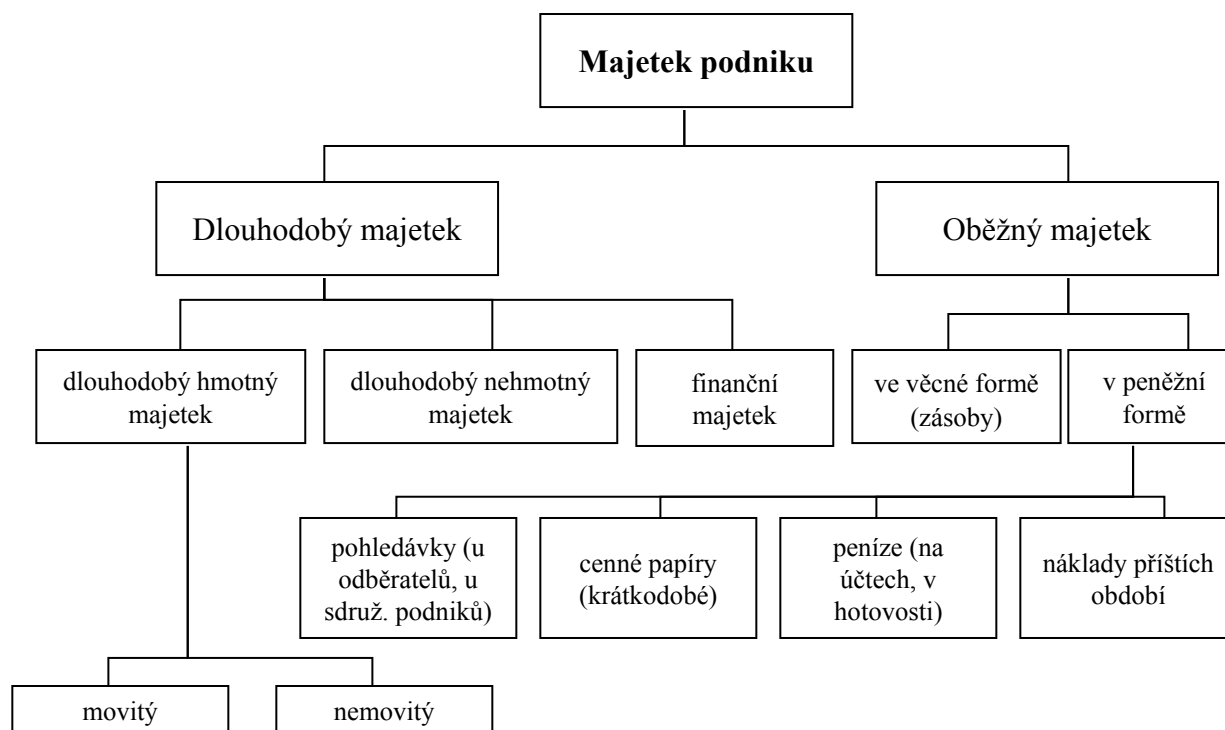 Majetek podniku
Dlouhodobý majetek
Oběžný majetek
dlouhodobý hmotný
majetek
dlouhodobý nehmotný
majetek
finanční
majetek
ve věcné formě
(zásoby)
v peněžní
formě
pohledávky (u
odběratelů, u
sdruž. podniků)
cenné papíry
(krátkodobé)
peníze (na
účtech, v
hotovosti)
náklady příštích
období
movitý
nemovitý